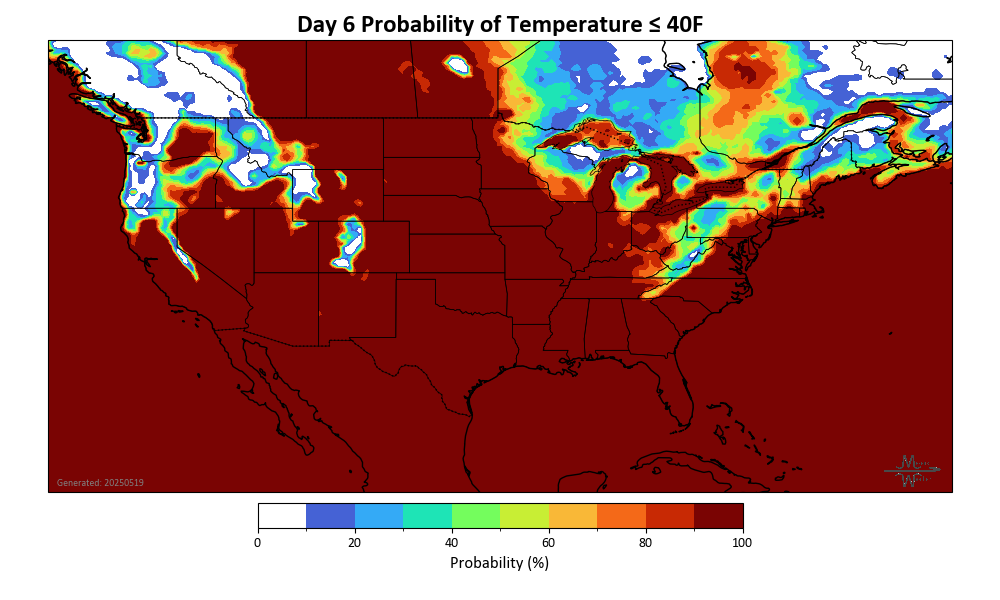 Day 6 Probability of Temperature ≤ 40F
Generated: 20250519
0 20 40 60 80 100
Probability (%)